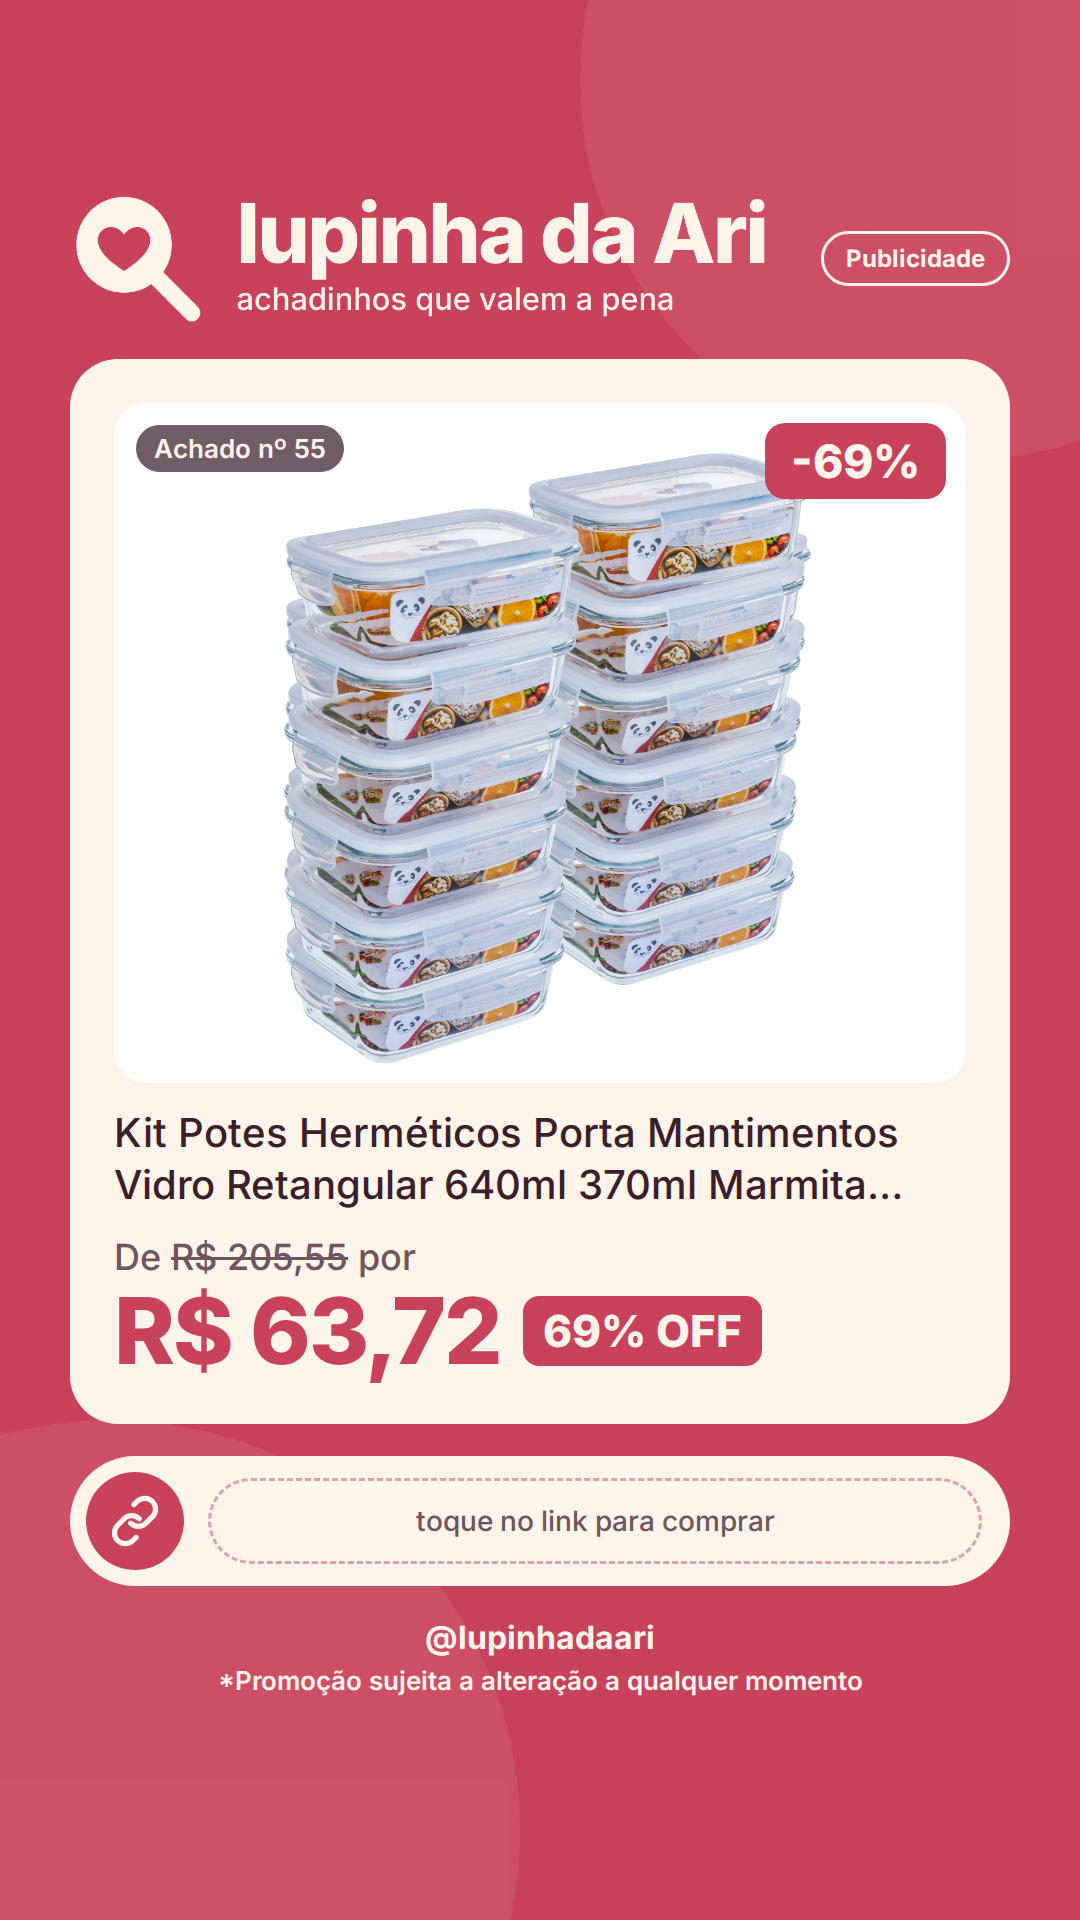 lupinha da Ari
achadinhos que valem a pena
Publicidade
Achado nº 55
-69%
Kit Potes Herméticos Porta Mantimentos
Vidro Retangular 640ml 370ml Marmita...
De R$ 205,55 por
R$ 63,72
69% OFF
toque no link para comprar
@lupinhadaari
*Promoção sujeita a alteração a qualquer momento